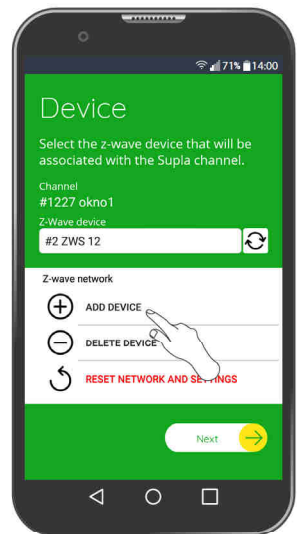 71% 14:00
Device
Select the z-wave device that will be
associated with the Supla channel.
Channel
#1227 okno1
Z-Wave device
#2 ZWS 12
Z-wave network
ADD DEVICE
DELETE DEVICE
RESET NETWORK AND SETTINGS
Next